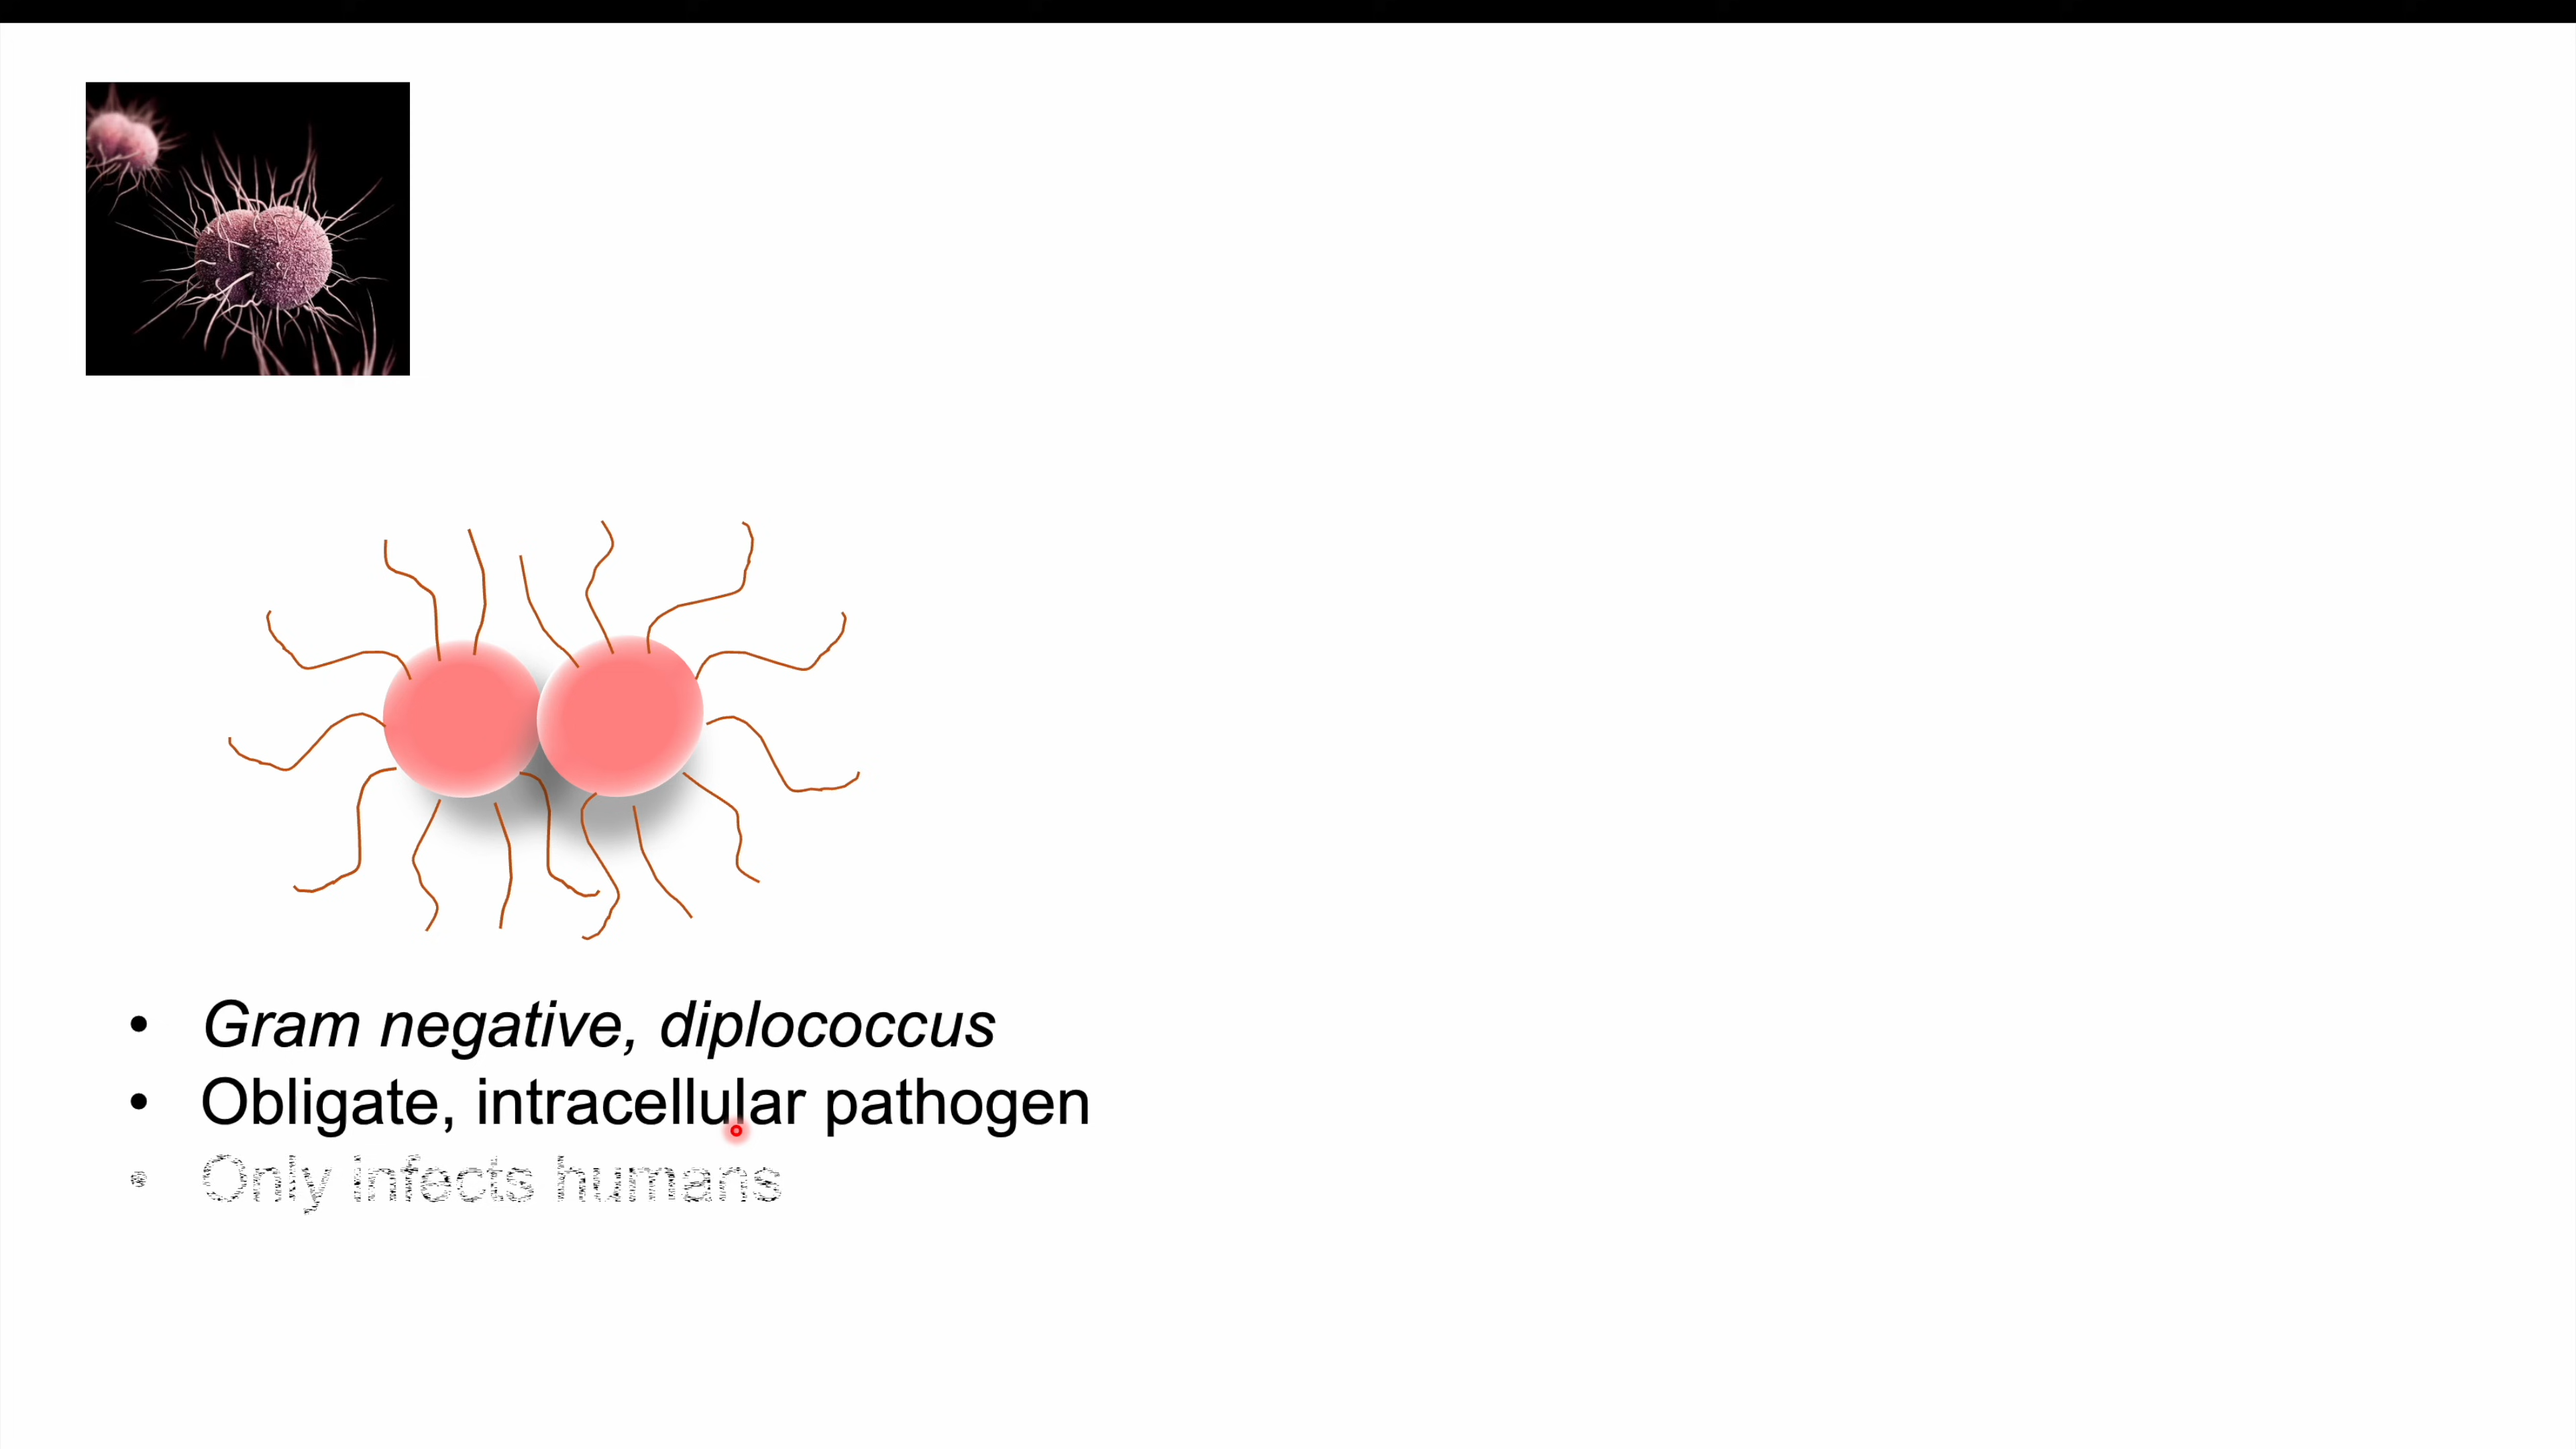 • Gram negative, diplococcus
• Obligate, intracellular pathogen
• Only infects humans